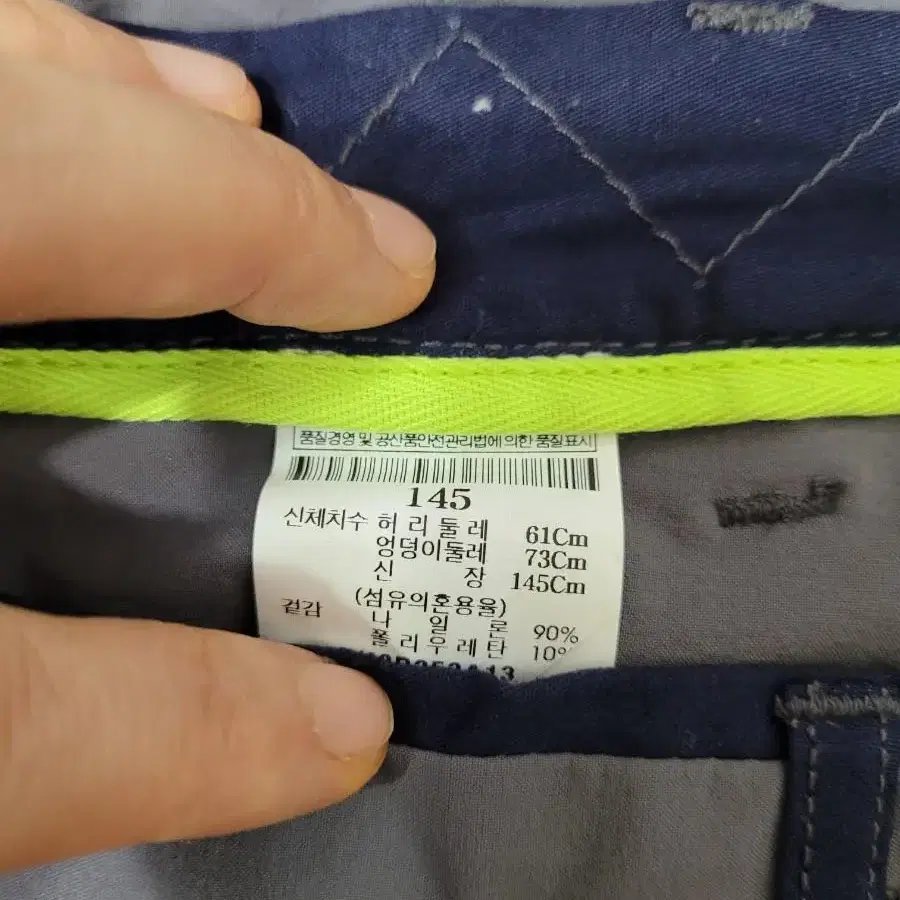 품질경영 및 공산품안전관리법에 의한 품질표시
145
신체치수 허리둘레 61Cm
엉덩이둘레 73Cm
신 장 145Cm
겉감 (섬유의혼용율)
나 일 론 90%
폴리우레탄 10%